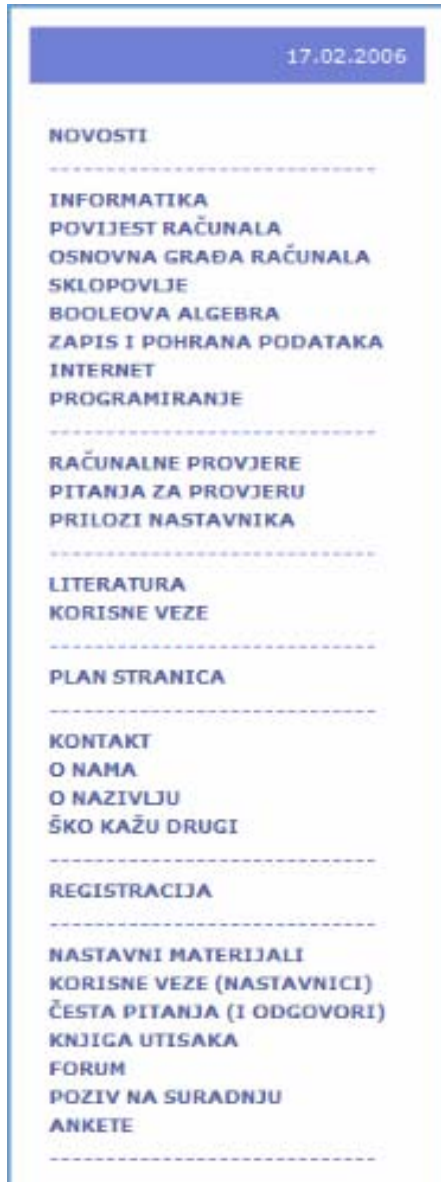 17.02.2006
NOVOSTI
-----------------------------
INFORMATIKA
POVIJEST RAČUNALA
OSNOVNA GRAĐA RAČUNALA
SKLOPOVLJE
BOOLEOVA ALGEBRA
ZAPIS I POHRANA PODATAKA
INTERNET
PROGRAMIRANJE
-----------------------------
RAČUNALNE PROVJERE
PITANJA ZA PROVJERU
PRILOZI NASTAVNIKA
-----------------------------
LITERATURA
KORISNE VEZE
-----------------------------
PLAN STRANICA
-----------------------------
KONTAKT
O NAMA
O NAZIVLJU
ŠKO KAŽU DRUGI
-----------------------------
REGISTRACIJA
-----------------------------
NASTAVNI MATERIJALI
KORISNE VEZE (NASTAVNICI)
ČESTA PITANJA (I ODGOVORI)
KNJIGA UTISAKA
FORUM
POZIV NA SURADNJU
ANKETE
-----------------------------